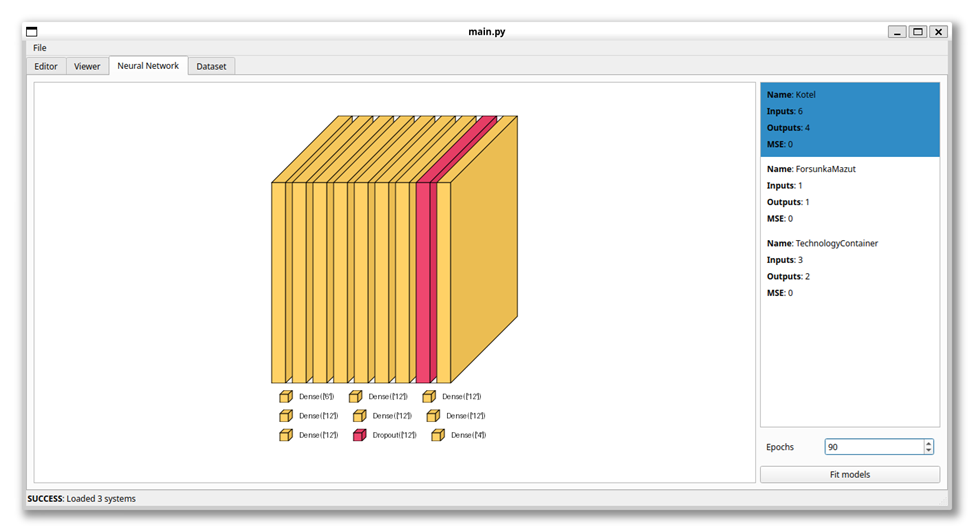 main.py
File
Editor Viewer Neural Network Dataset
Name: Kotel
Inputs: 6
Outputs: 4
MSE: 0
Name: ForsunkaMazut
Inputs: 1
Outputs: 1
MSE: 0
Name: TechnologyContainer
Inputs: 3
Outputs: 2
MSE: 0
Dense(['6']) Dense(['12']) Dense(['12'])
Dense(['12']) Dense(['12']) Dense(['12'])
Dense(['12']) Dropout(['12']) Dense(['4'])
Epochs 90
Fit models
SUCCESS: Loaded 3 systems